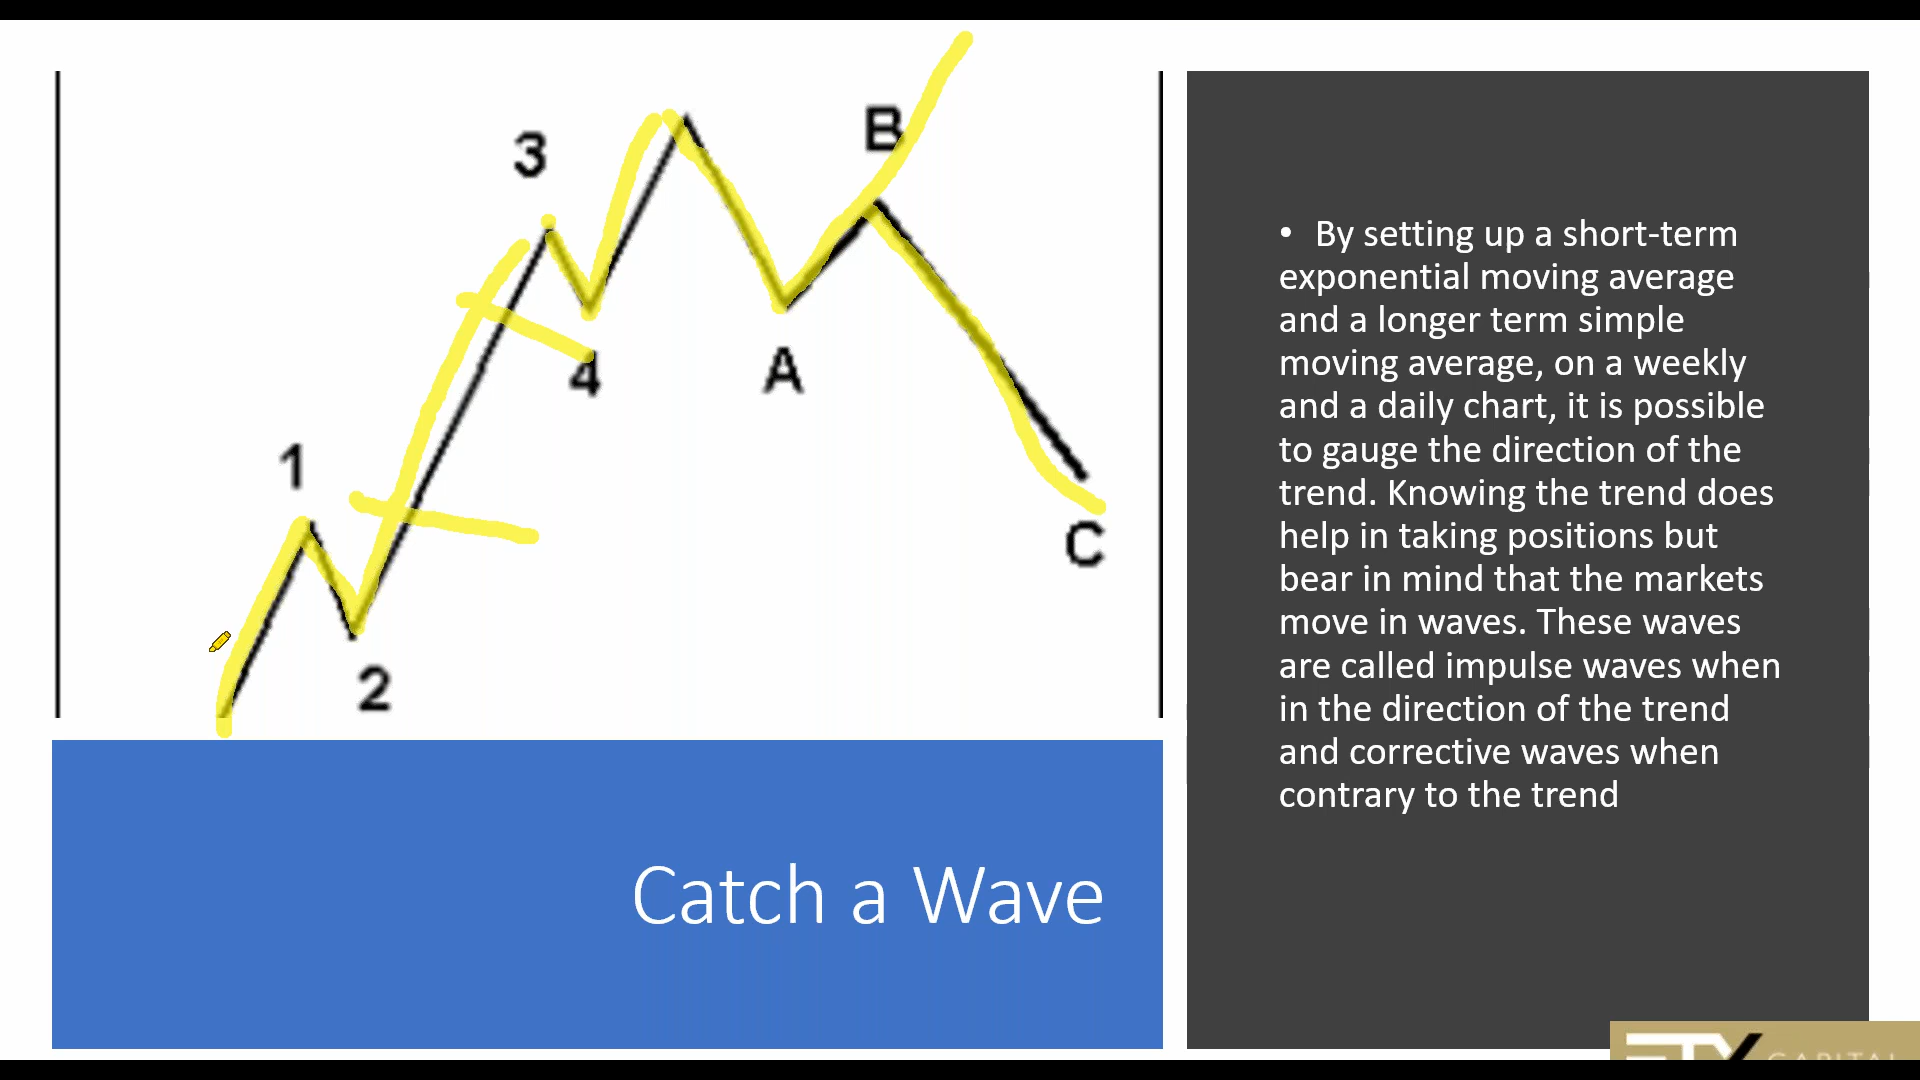 3
B
4
A
1
C
2
Catch a Wave
• By setting up a short-term
exponential moving average
and a longer term simple
moving average, on a weekly
and a daily chart, it is possible
to gauge the direction of the
trend. Knowing the trend does
help in taking positions but
bear in mind that the markets
move in waves. These waves
are called impulse waves when
in the direction of the trend
and corrective waves when
contrary to the trend